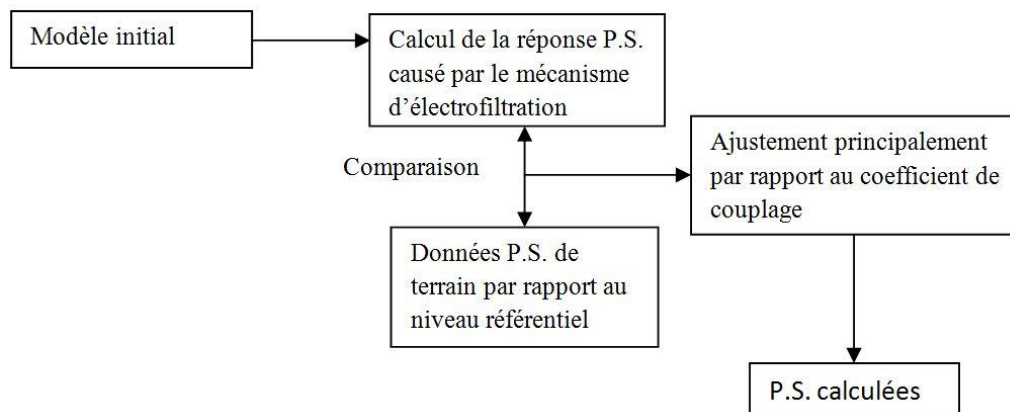 Modèle initial
Calcul de la réponse P.S.
causé par le mécanisme
d’électrofiltration
Comparaison
Ajustement principalement
par rapport au coefficient de
couplage
Données P.S. de
terrain par rapport au
niveau référentiel
P.S. calculées